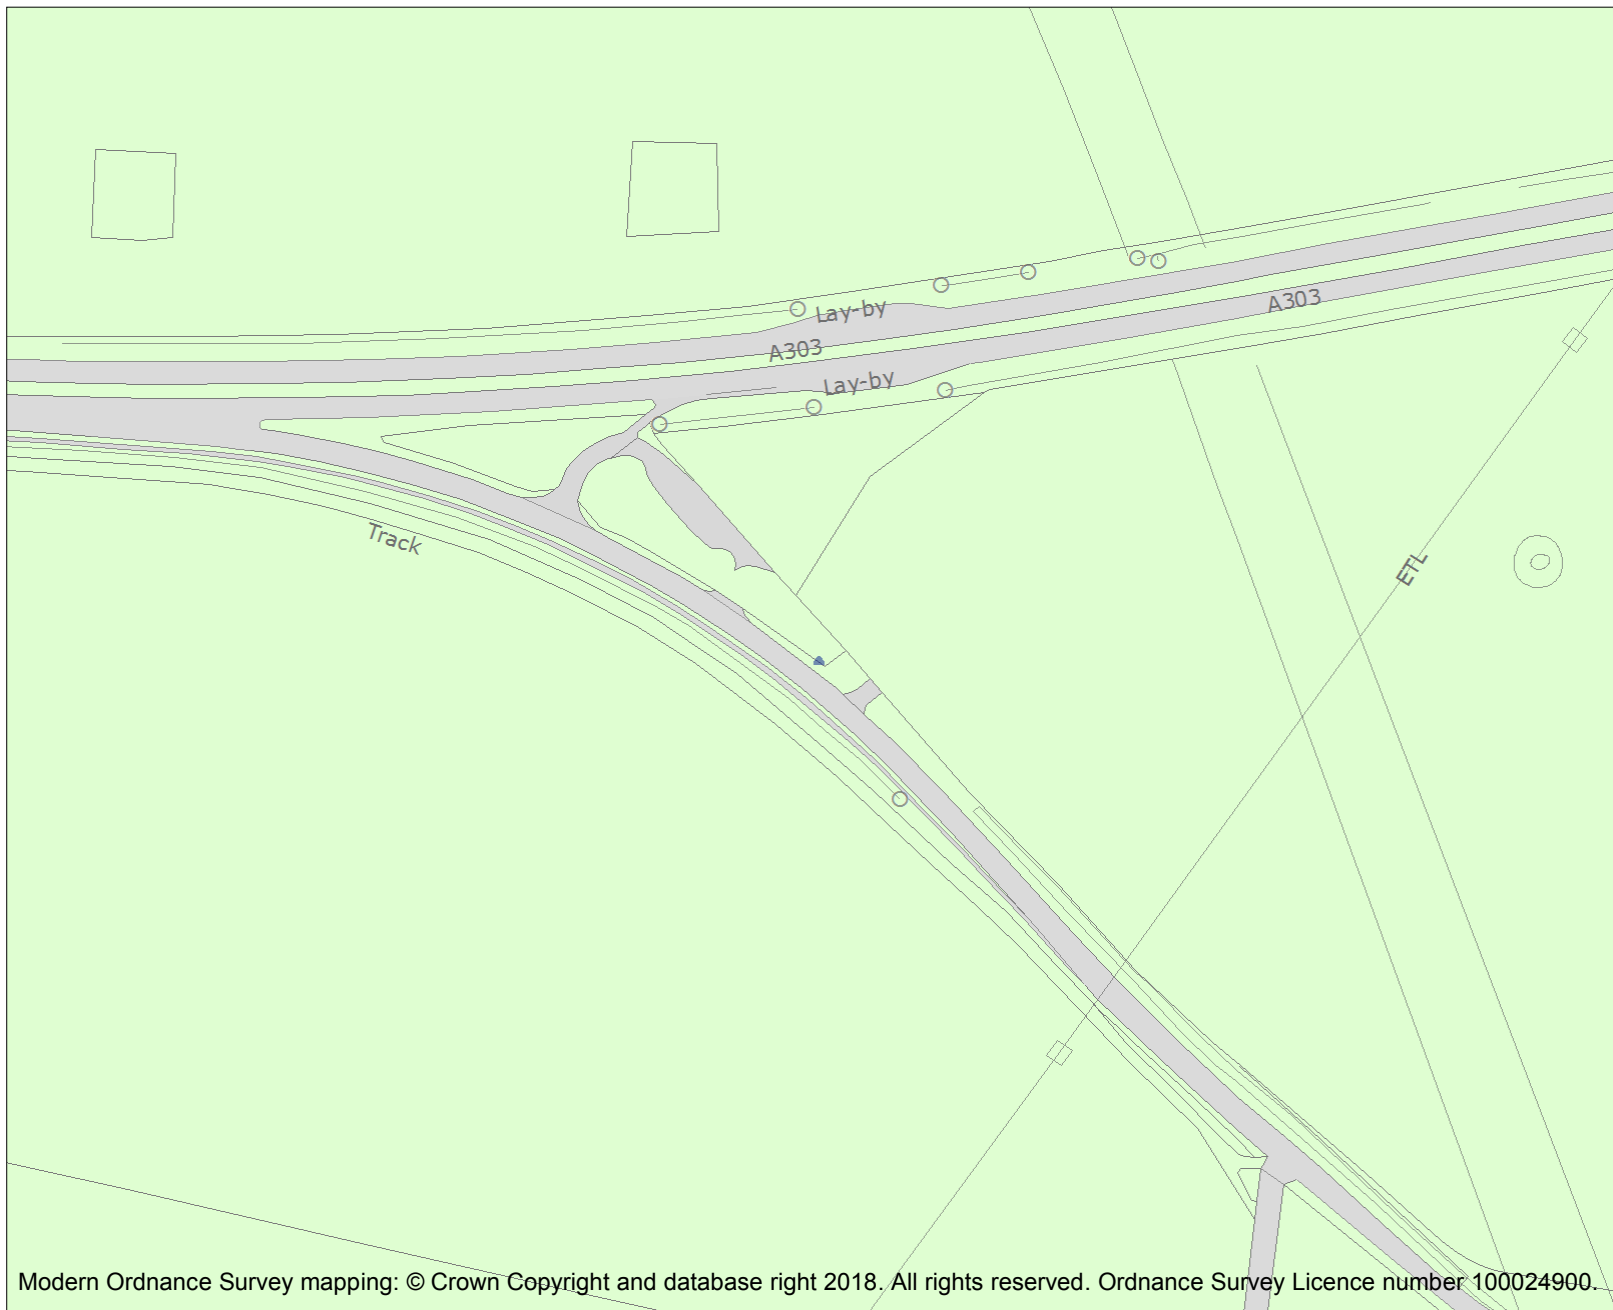 Lay-by
A303
A303
Lay-by
Track
ETL
Modern Ordnance Survey mapping: © Crown Copyright and database right 2018. All rights reserved. Ordnance Survey Licence number 100024900.